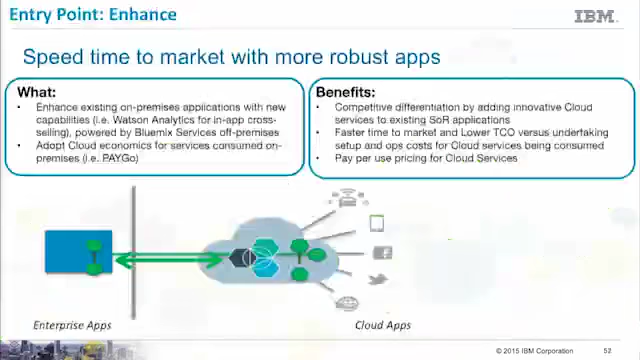 Entry Point: Enhance
IBM
Speed time to market with more robust apps
What:
• Enhance existing on-premises applications with new
capabilities (i.e. Watson Analytics for in-app cross-
selling), powered by Bluemix Services off-premises
• Adopt Cloud economics for services consumed on-
premises (i.e. PAYGo)
Benefits:
• Competitive differentiation by adding innovative Cloud
services to existing SoR applications
• Faster time to market and Lower TCO versus undertaking
setup and ops costs for Cloud services being consumed
• Pay per use pricing for Cloud Services
Enterprise Apps
Cloud Apps
© 2015 IBM Corporation
52